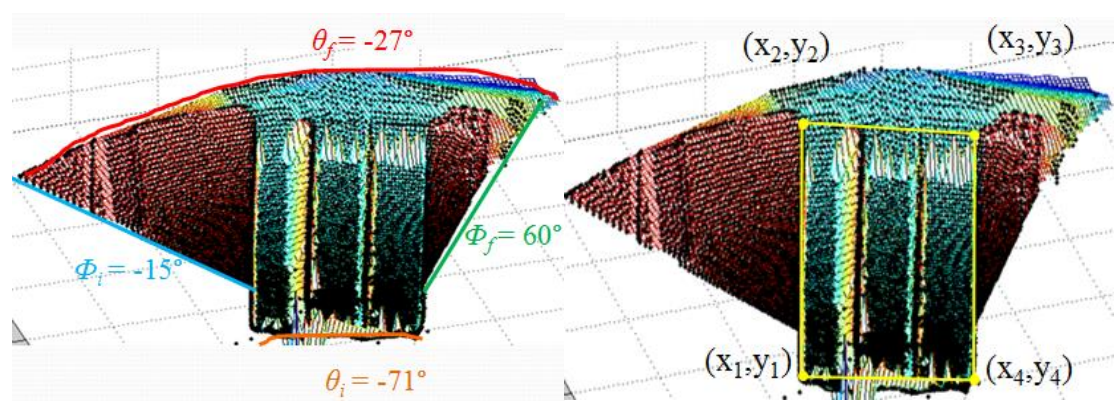 θf = -27°
Φi = -15°
Φf = 60°
θi = -71°
(x2,y2)
(x3,y3)
(x1,y1)
(x4,y4)